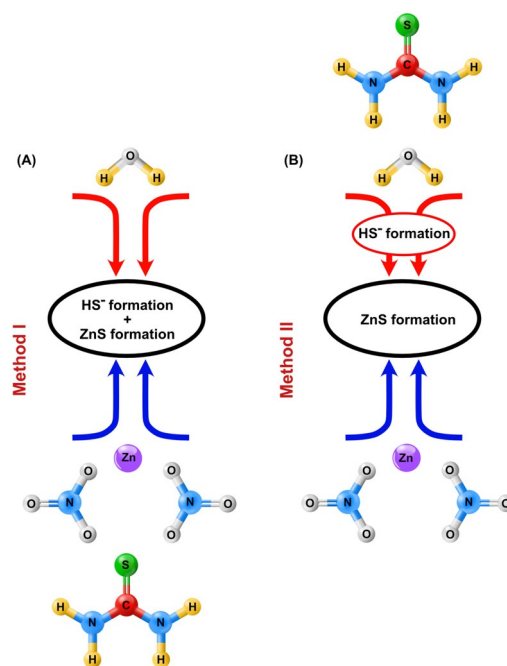 S
H
C
H
N
N
H
H
(A)
(B)
O
H
H
O
H
H
HS⁻ formation
HS⁻ formation
+
ZnS formation
ZnS formation
Method I
Method II
Zn
Zn
O
O
O
O
O
N
N
O
O
N
N
O
O
O
O
O
S
H
C
H
N
N
H
H